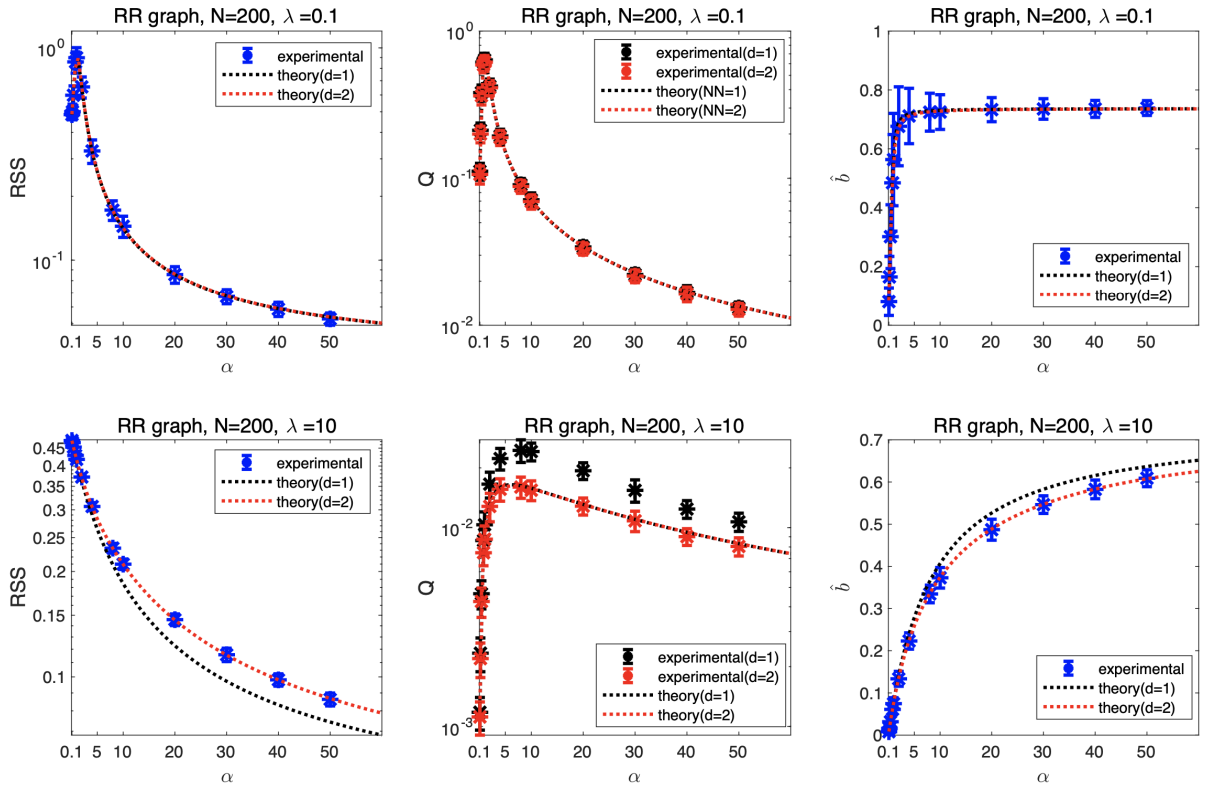 RR graph, N=200, λ =0.1
RSS
10^0
10^-1
0.1 5 10 20 30 40 50
α
experimental
theory(d=1)
theory(d=2)
RR graph, N=200, λ =0.1
Q
10^0
10^-1
10^-2
0.1 5 10 20 30 40 50
α
experimental(d=1)
experimental(d=2)
theory(NN=1)
theory(NN=2)
RR graph, N=200, λ =0.1
b̂
1
0.8
0.6
0.4
0.2
0
0.1 5 10 20 30 40 50
α
experimental
theory(d=1)
theory(d=2)
RR graph, N=200, λ =10
RSS
0.45
0.4
0.35
0.3
0.25
0.2
0.15
0.1
0.1 5 10 20 30 40 50
α
experimental
theory(d=1)
theory(d=2)
RR graph, N=200, λ =10
Q
10^-2
10^-3
0.1 5 10 20 30 40 50
α
experimental(d=1)
experimental(d=2)
theory(d=1)
theory(d=2)
RR graph, N=200, λ =10
b̂
0.7
0.6
0.5
0.4
0.3
0.2
0.1
0
0.1 5 10 20 30 40 50
α
experimental
theory(d=1)
theory(d=2)